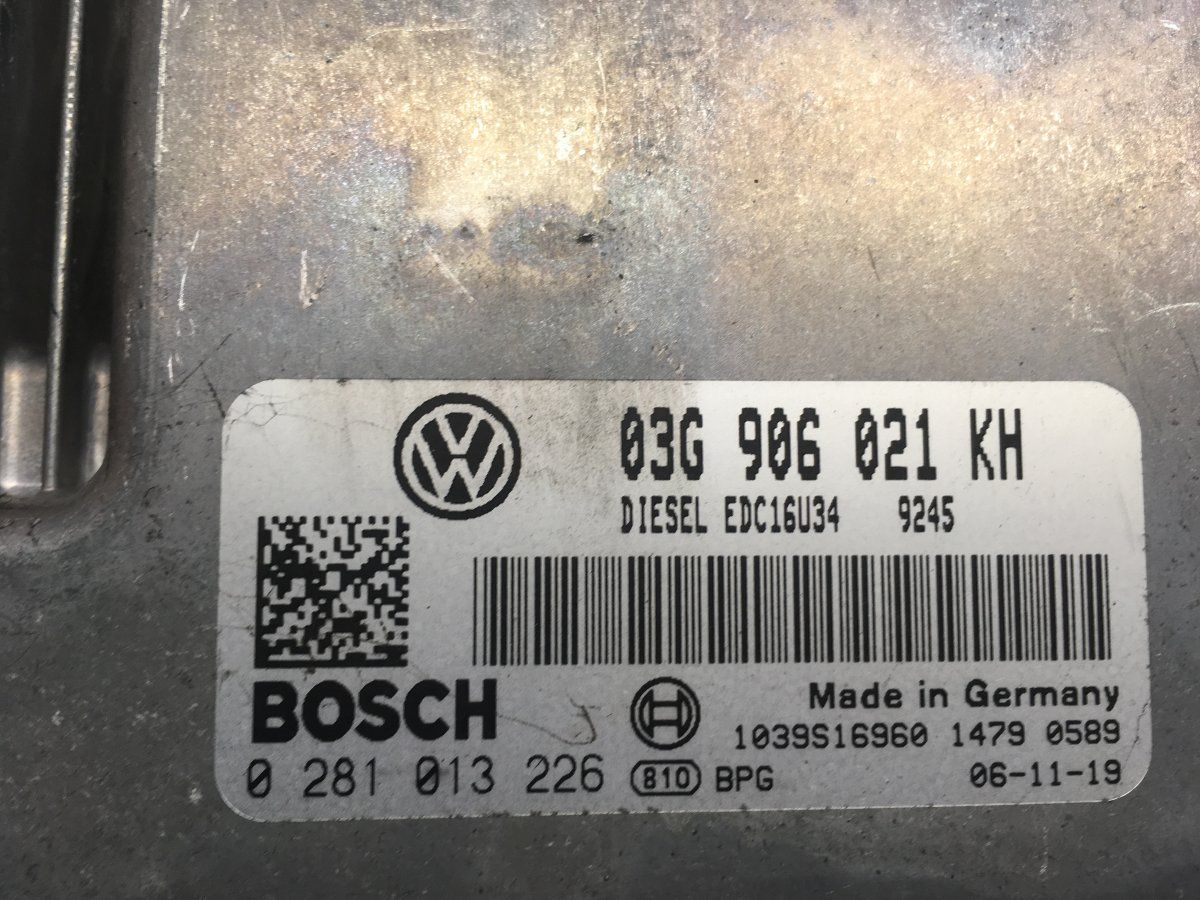 03G 906 021 KH
DIESEL EDC16U34 9245
BOSCH
Made in Germany
1039S16960 1479 0589
0 281 013 226 810 BPG 06-11-19